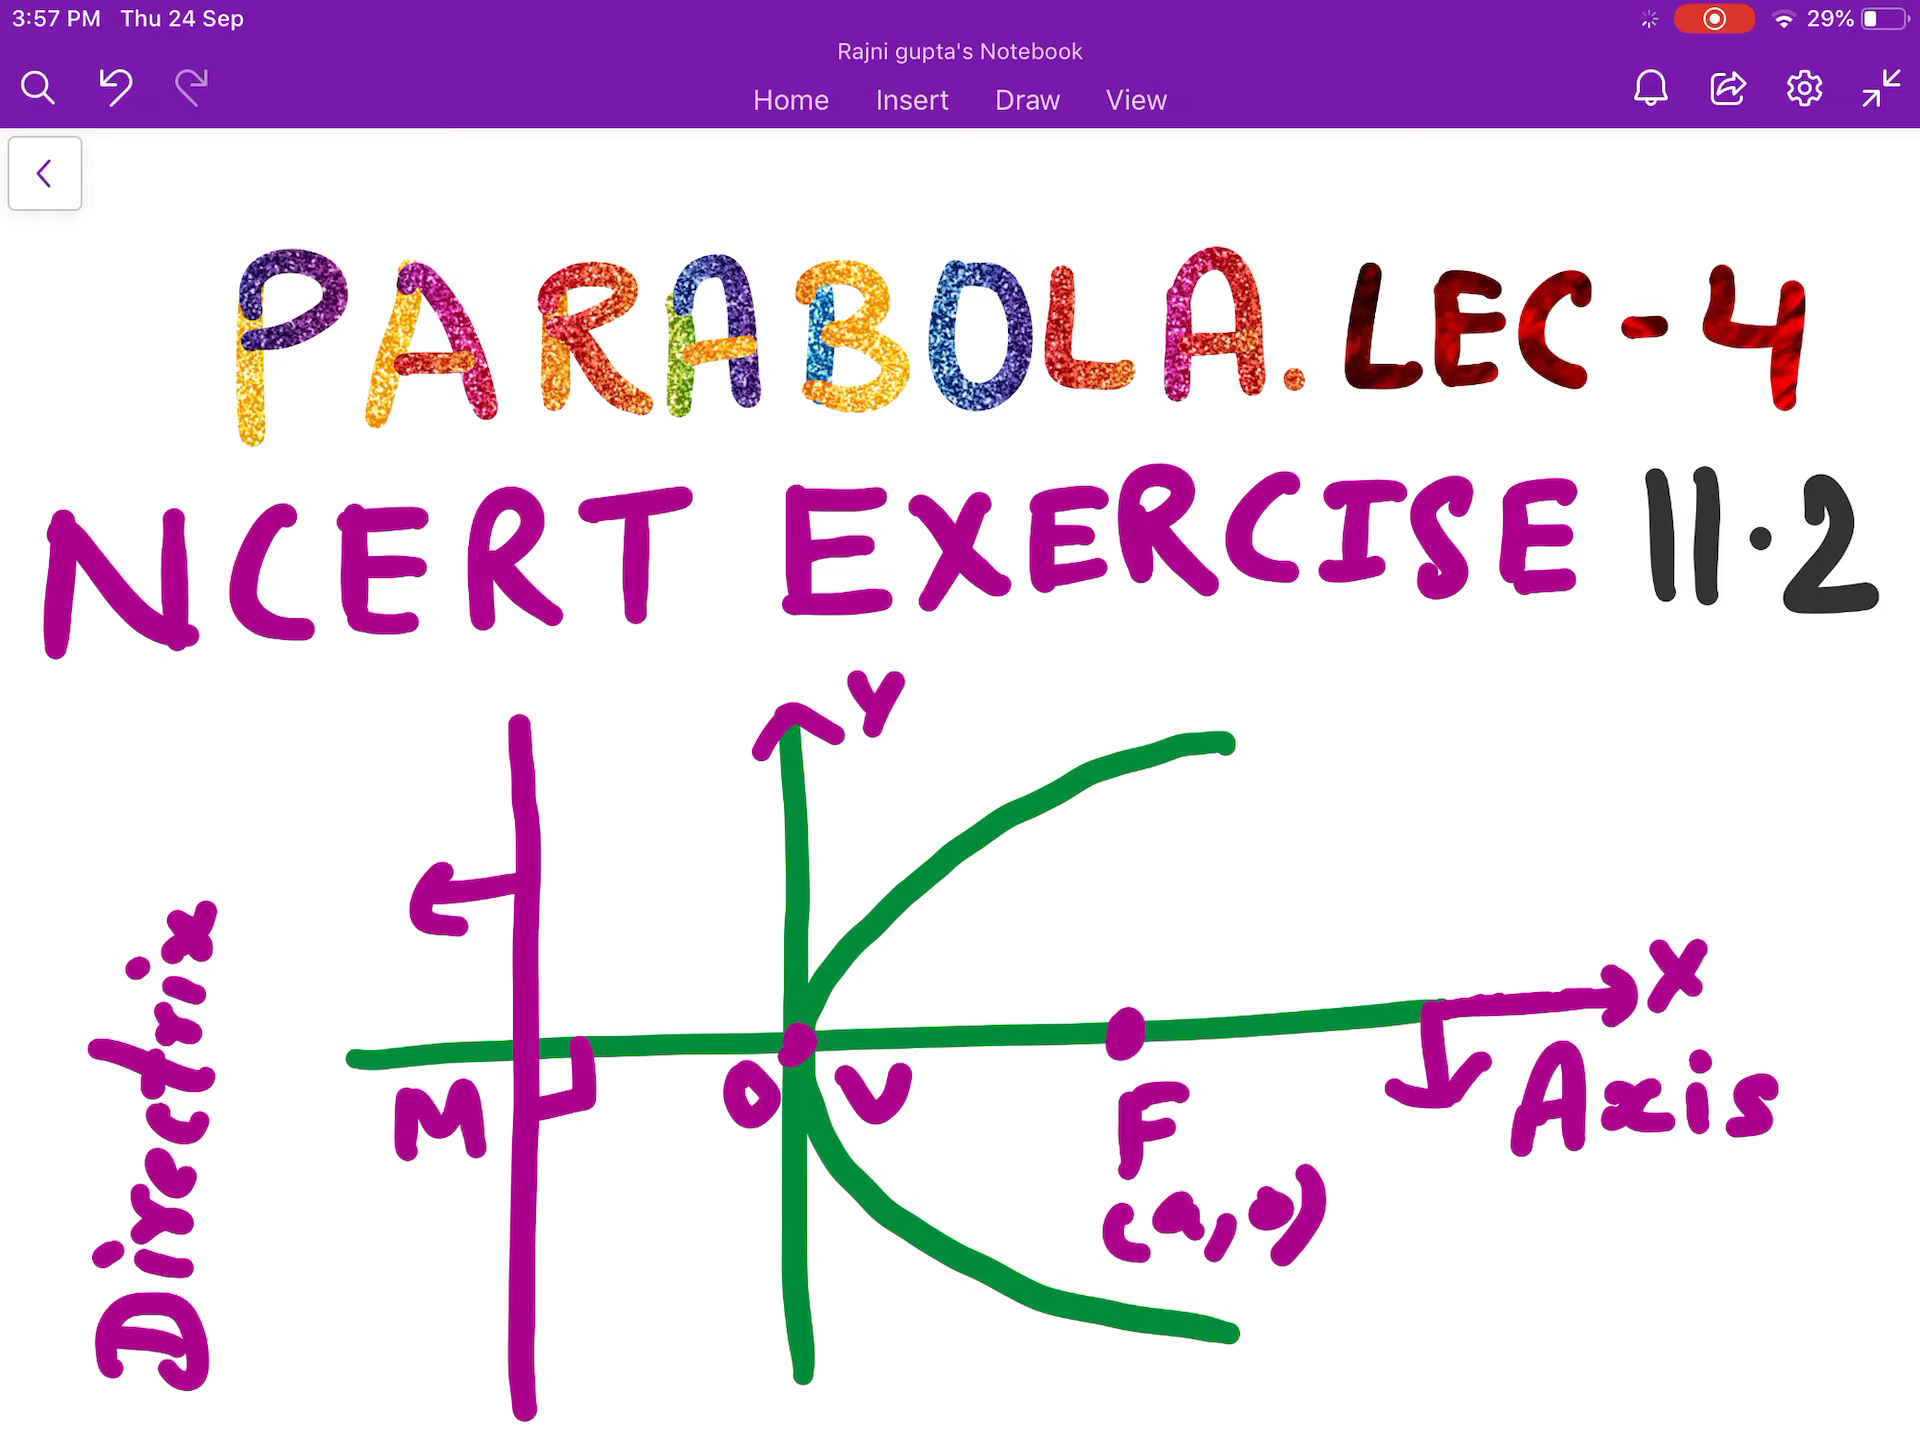 3:57 PM Thu 24 Sep
29%
Rajni gupta's Notebook
Home Insert Draw View
PARABOLA. LEC-4
NCERT EXERCISE 11.2
Y
X
Directrix
M
O V
F
(a,0)
Axis